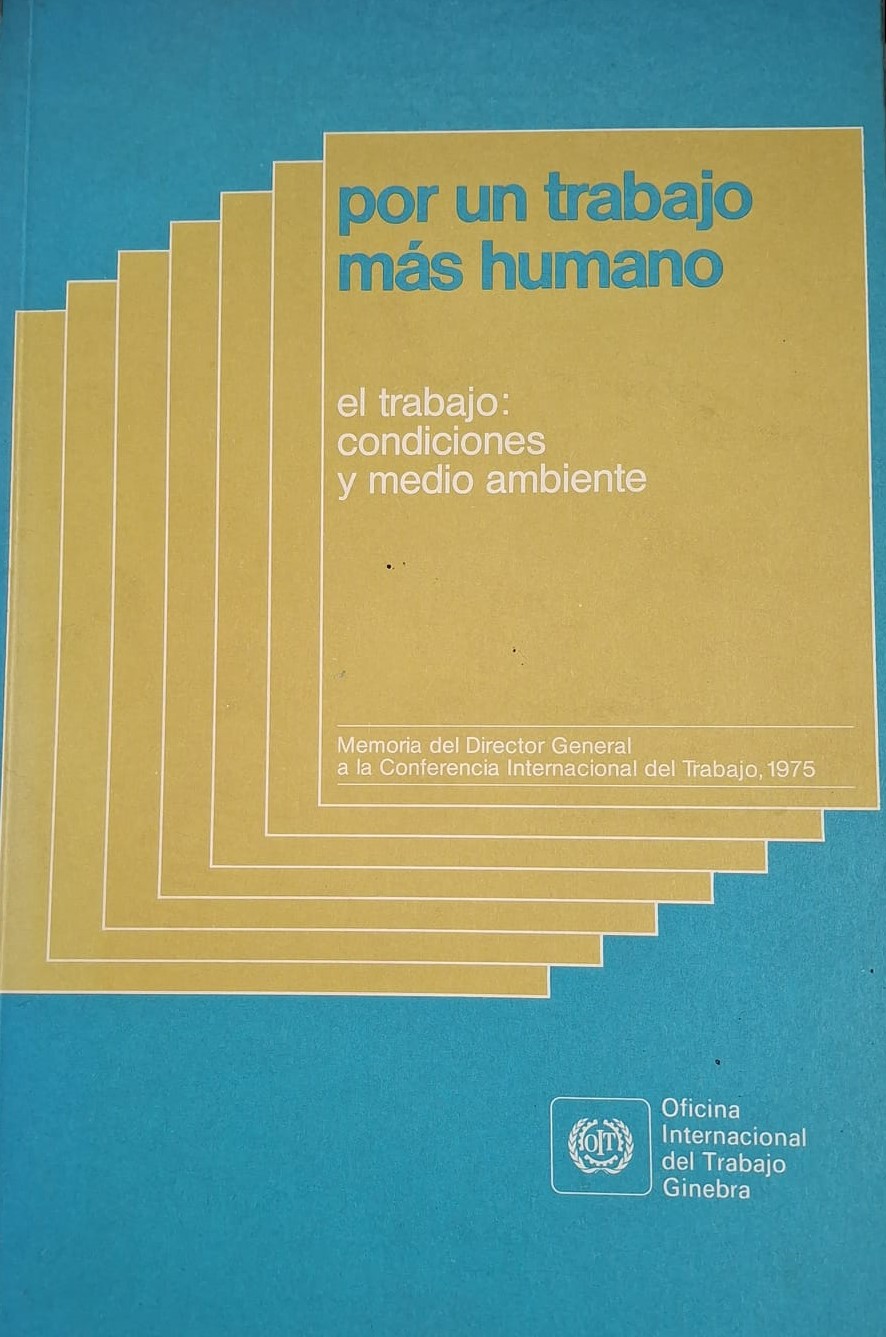 por un trabajo
más humano
el trabajo:
condiciones
y medio ambiente
Memoria del Director General
a la Conferencia Internacional del Trabajo, 1975
OIT
Oficina
Internacional
del Trabajo
Ginebra